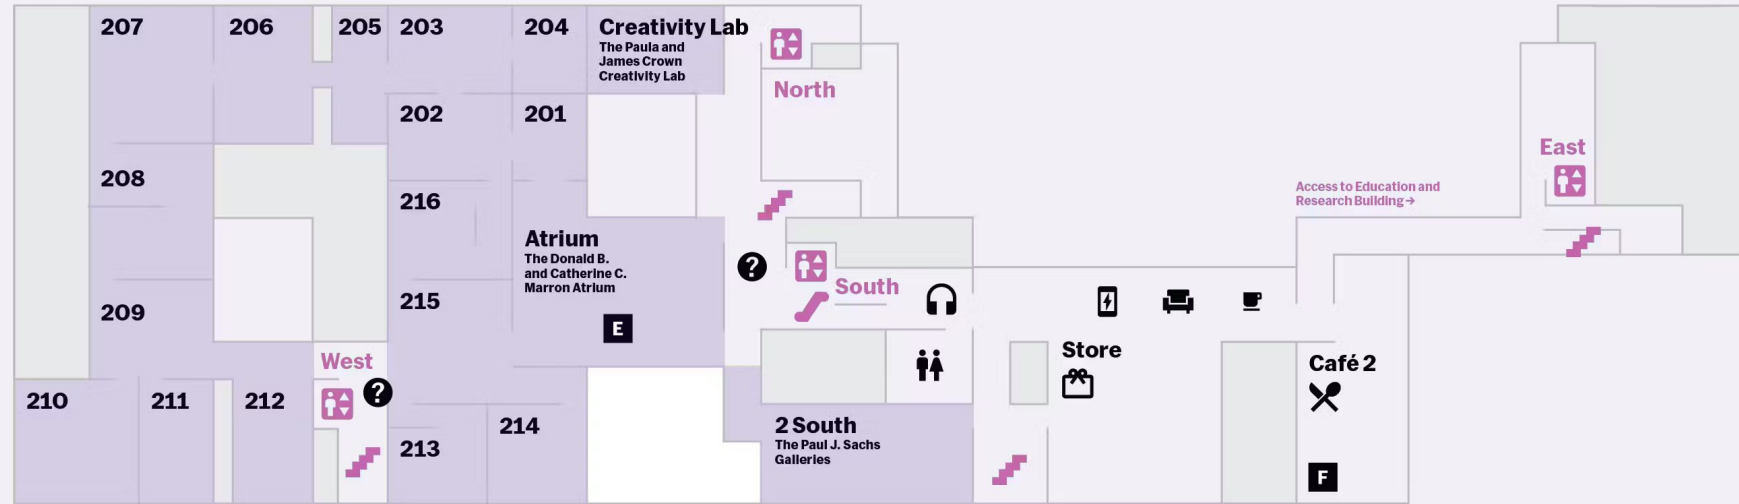 207
206
205
203
204
Creativity Lab
The Paula and
James Crown
Creativity Lab
North
202
201
208
216
Atrium
The Donald B.
and Catherine C.
Marron Atrium
E
?
South
East
Access to Education and
Research Building →
209
215
West
?
210
211
212
213
214
2 South
The Paul J. Sachs
Galleries
Store
Café 2
F